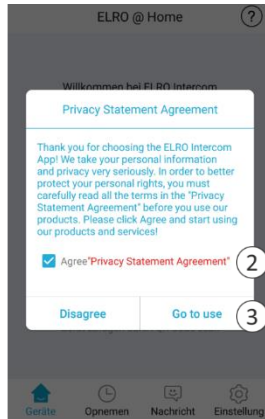 ELRO @ Home ?
Willkommen bei ELRO Intercom
Privacy Statement Agreement
Thank you for choosing the ELRO Intercom
App! We take your personal information
and privacy very seriously. In order to better
protect your personal rights, you must
carefully read all the terms in the "Privacy
Statement Agreement" before you use our
products. Please click Agree and start using
our products and services!
Agree"Privacy Statement Agreement" 2
Disagree Go to use 3
Geräte Opnemen Nachricht Einstellung